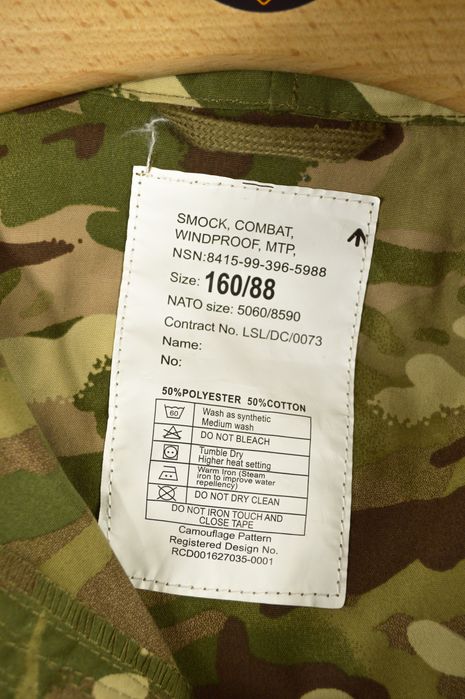 SMOCK, COMBAT,
WINDPROOF, MTP,
NSN:8415-99-396-5988
Size: 160/88
NATO size: 5060/8590
Contract No. LSL/DC/0073
Name:
No:
50%POLYESTER 50%COTTON
60
Wash as synthetic
Medium wash
DO NOT BLEACH
Tumble Dry
Higher heat setting
Warm Iron (Steam
iron to improve water
repellency)
DO NOT DRY CLEAN
DO NOT IRON TOUCH AND
CLOSE TAPE
Camouflage Pattern
Registered Design No.
RCD001627035-0001